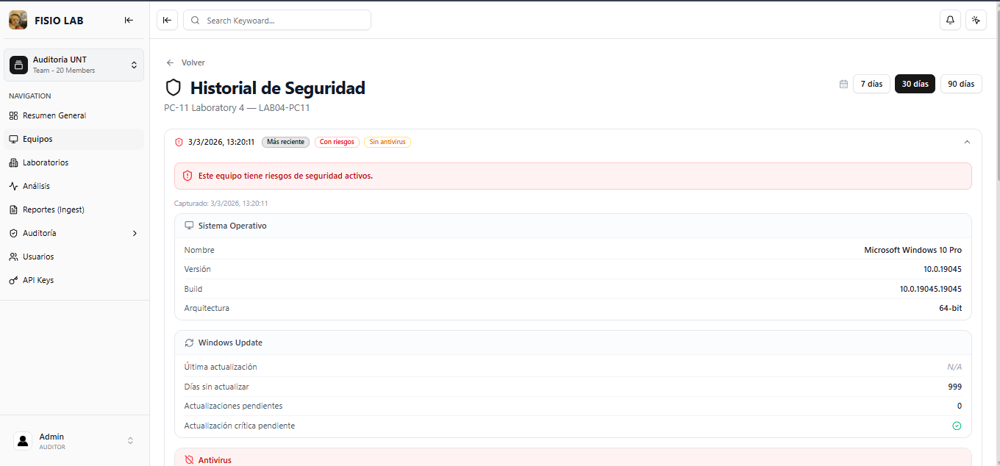 FISIO LAB
Search Keywoard...
Auditoria UNT
Team - 20 Members
NAVIGATION
Resumen General
Equipos
Laboratorios
Análisis
Reportes (Ingest)
Auditoría
Usuarios
API Keys
Admin
AUDITOR
Volver
Historial de Seguridad
7 días
30 días
90 días
PC-11 Laboratory 4 — LAB04-PC11
3/3/2026, 13:20:11 Más reciente Con riesgos Sin antivirus
Este equipo tiene riesgos de seguridad activos.
Capturado: 3/3/2026, 13:20:11
Sistema Operativo
Nombre Microsoft Windows 10 Pro
Versión 10.0.19045
Build 10.0.19045.19045
Arquitectura 64-bit
Windows Update
Última actualización N/A
Días sin actualizar 999
Actualizaciones pendientes 0
Actualización crítica pendiente
Antivirus